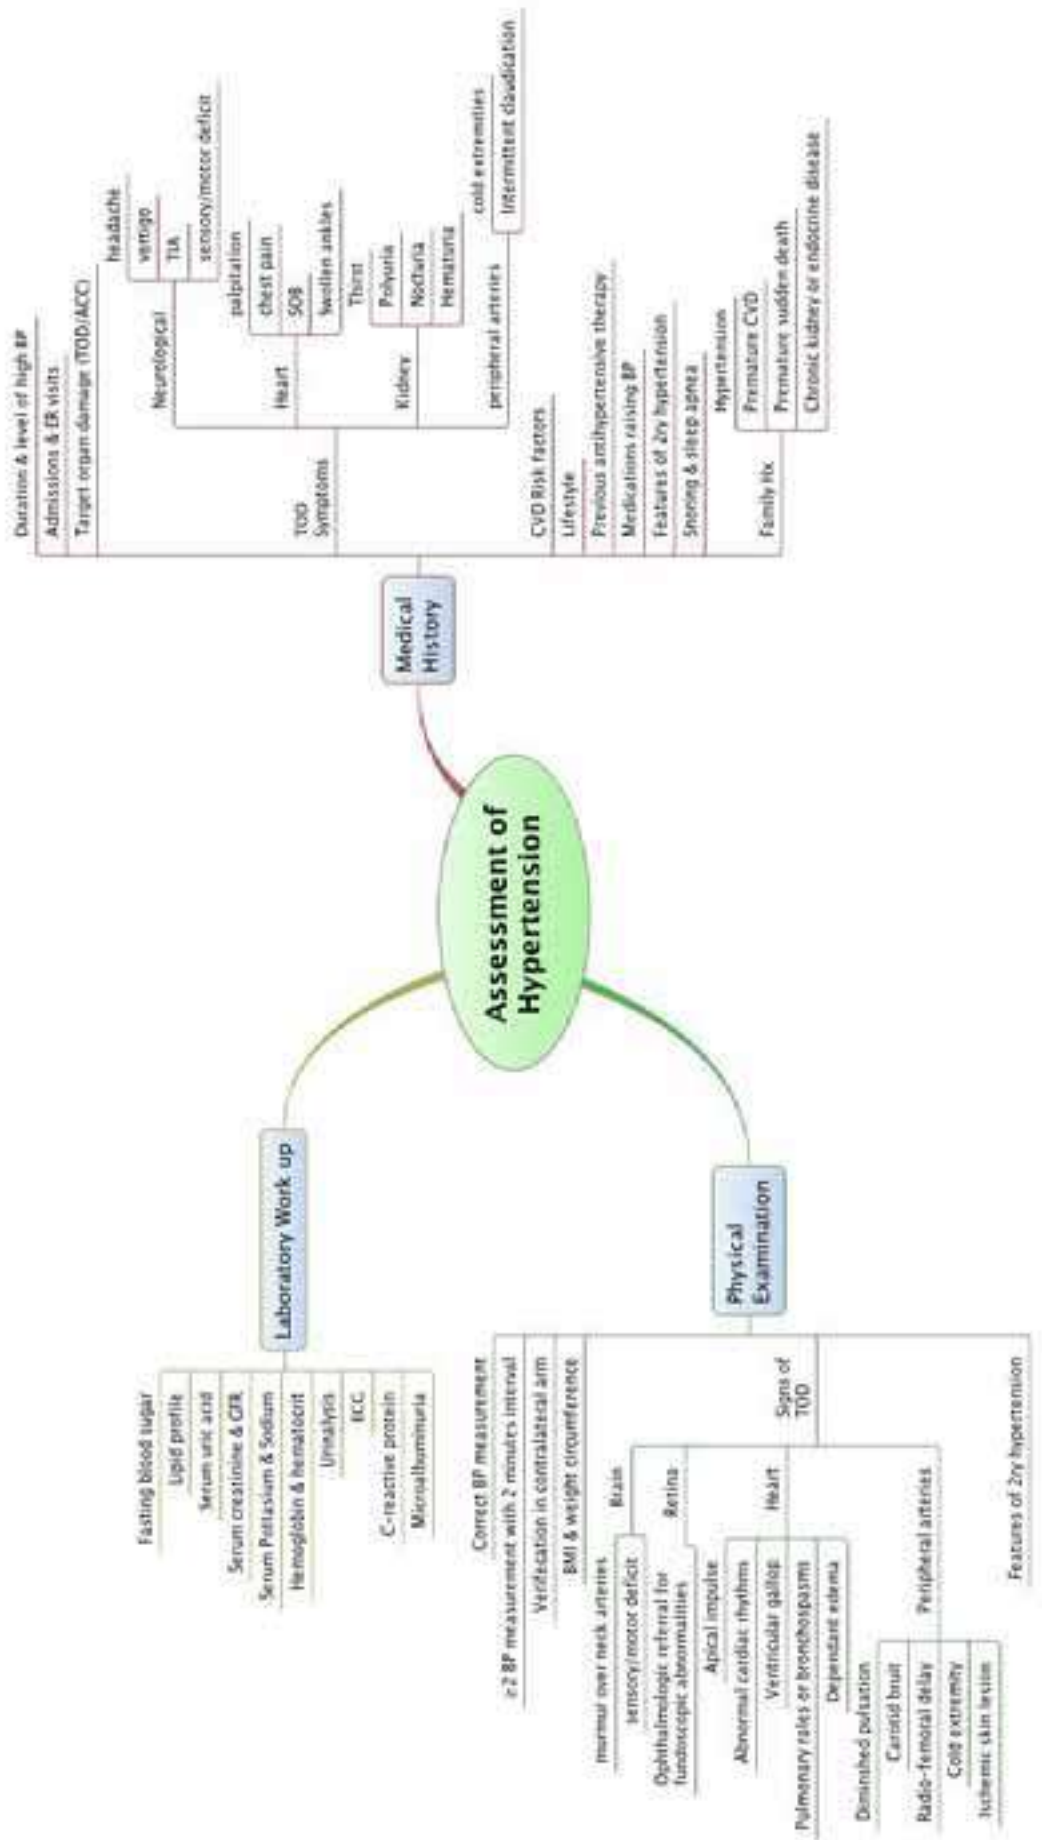 Assessment of
Hypertension
Medical
History
Duration & level of high BP
Admissions & ER visits
Target organ damage (TOD/ACC)
TOD
Symptoms
Neurological
headache
vertigo
TIA
sensory/motor deficit
Heart
palpitation
chest pain
SOB
Swollen ankles
Kidney
Thirst
Polyuria
Nocturia
Hematuria
peripheral arteries
cold extremities
Intermittent claudication
CVD Risk factors
Lifestyle
Previous antihypertensive therapy
Medications raising BP
Features of 2ry hypertension
Snoring & sleep apnea
Family Hx
Hypertension
Premature CVD
Premature sudden death
Chronic kidney or endocrine disease
Laboratory Work up
Fasting blood sugar
Lipid profile
Serum uric acid
Serum creatinine & GFR
Serum Pottasium & Sodium
Hemoglobin & hematocrit
Urinalysis
ECG
C-reactive protein
Microalbuminuria
Physical
Examination
Correct BP measurement
≥2 BP measurement with 2 minutes interval
Verifecation in contralateral arm
BMI & weight circumference
Signs of
TOD
Brain
murmur over neck arteries
sensory/motor deficit
Retina
Ophthalmologic referral for
fundoscopic abnormalities
Heart
Apical impulse
Abnormal cardiac rhythms
Ventricular gallop
Pulmonary rales or bronchospasms
Dependant edema
Peripheral arteries
Diminshed pulsation
Carotid bruit
Radio-femoral delay
Cold extremity
Ischemic skin lesion
Features of 2ry hypertension